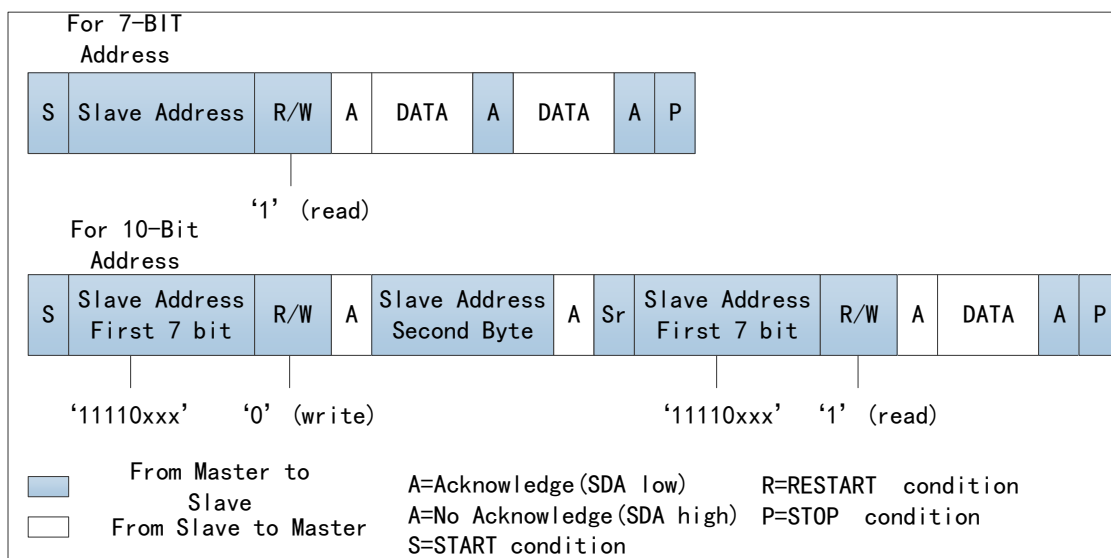 For 7-BIT
Address
S Slave Address R/W A DATA A DATA A P
‘1’ (read)
For 10-Bit
Address
S Slave Address First 7 bit R/W A Slave Address Second Byte A Sr Slave Address First 7 bit R/W A DATA A P
‘11110xxx’ ‘0’ (write) ‘11110xxx’ ‘1’ (read)
From Master to
Slave
From Slave to Master
A=Acknowledge(SDA low)
A=No Acknowledge(SDA high)
S=START condition
R=RESTART condition
P=STOP condition